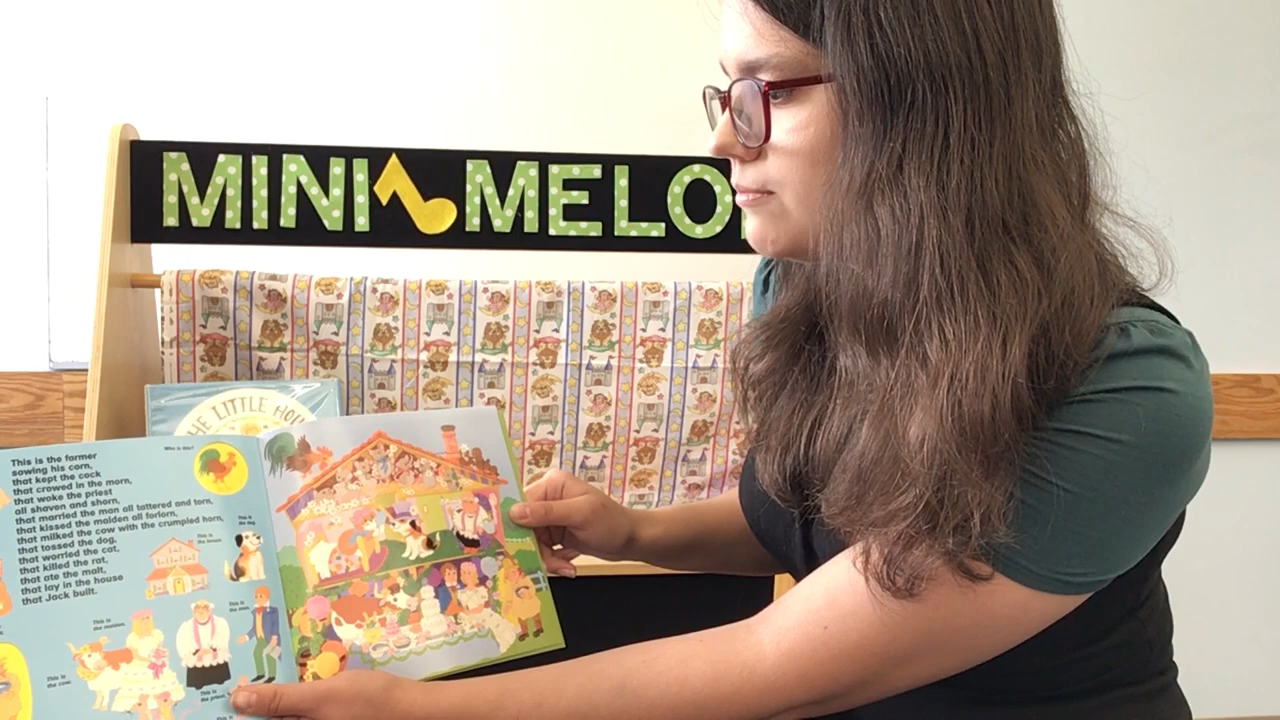 MINI MELO
THE LITTLE HOU
Who is this?
This is the farmer
sowing his corn,
that kept the cock
that crowed in the morn,
that woke the priest
all shaven and shorn,
that married the man all tattered and torn,
that kissed the maiden all forlorn,
that milked the cow with the crumpled horn,
that tossed the dog,
that worried the cat,
that killed the rat,
that ate the malt,
that lay in the house
that Jack built.
This is
the dog.
This is
the house.
This is
the man.
This is
the maiden.
This is
the cow.
This is
the priest.